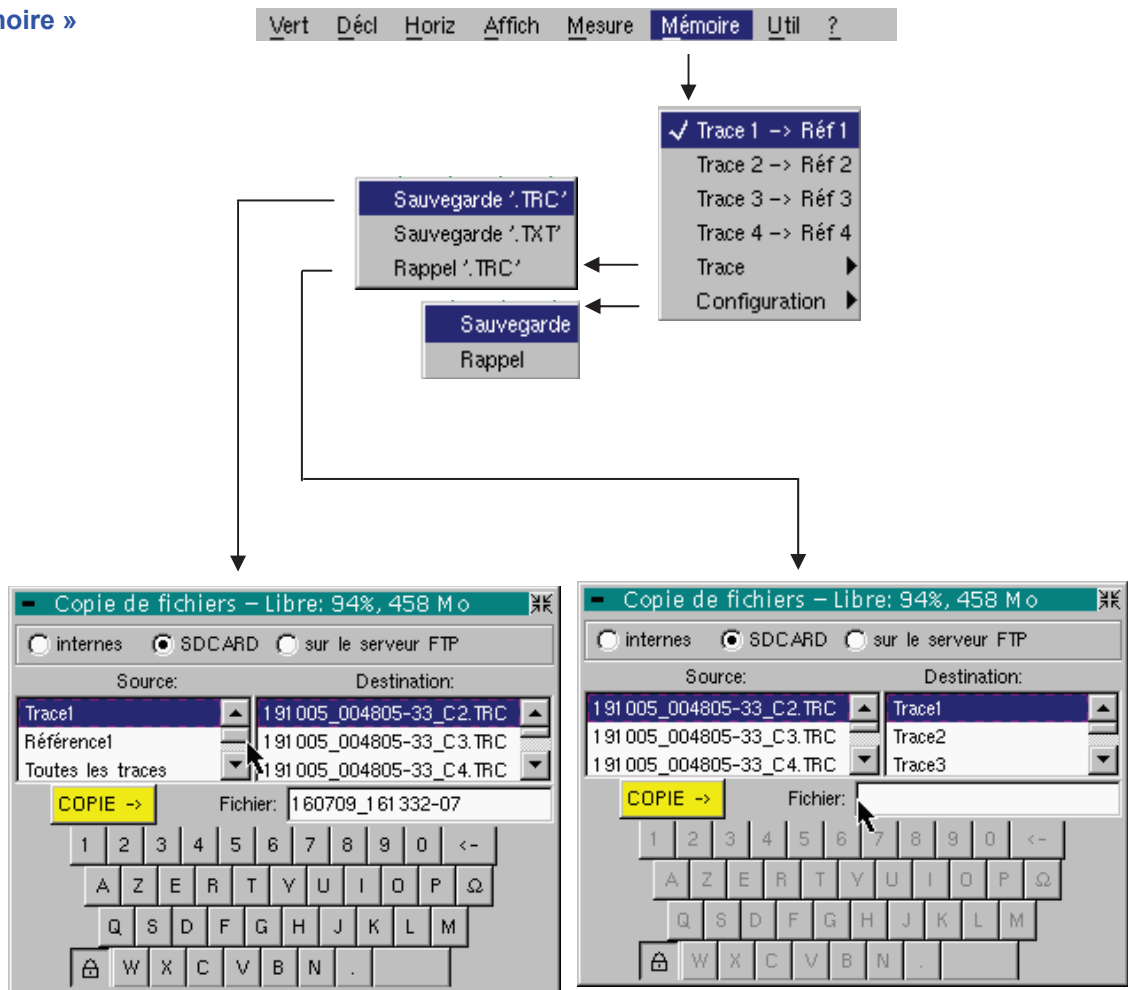 moire »
Vert Décl Horiz Affich Mesure Mémoire Util ?
Trace 1 –> Réf 1
Trace 2 –> Réf 2
Trace 3 –> Réf 3
Trace 4 –> Réf 4
Trace
Configuration
Sauvegarde '.TRC'
Sauvegarde '.TXT'
Rappel '.TRC'
Sauvegarde
Rappel
Copie de fichiers – Libre: 94%, 458 Mo
internes SDCARD sur le serveur FTP
Source: Destination:
Trace1 191005_004805-33_C2.TRC
Référence1 191005_004805-33_C3.TRC
Toutes les traces 191005_004805-33_C4.TRC
COPIE -> Fichier: 160709_161332-07
1 2 3 4 5 6 7 8 9 0 <-
A Z E R T Y U I O P Ω
Q S D F G H J K L M
W X C V B N .
Copie de fichiers – Libre: 94%, 458 Mo
internes SDCARD sur le serveur FTP
Source: Destination:
191005_004805-33_C2.TRC Trace1
191005_004805-33_C3.TRC Trace2
191005_004805-33_C4.TRC Trace3
COPIE -> Fichier:
1 2 3 4 5 6 7 8 9 0 <-
A Z E R T Y U I O P Ω
Q S D F G H J K L M
W X C V B N .